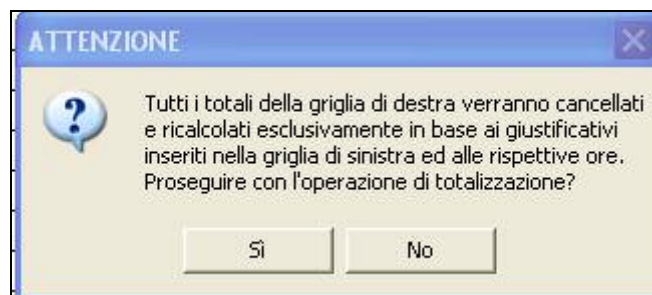 ATTENZIONE
Tutti i totali della griglia di destra verranno cancellati
e ricalcolati esclusivamente in base ai giustificativi
inseriti nella griglia di sinistra ed alle rispettive ore.
Proseguire con l'operazione di totalizzazione?
Sì No